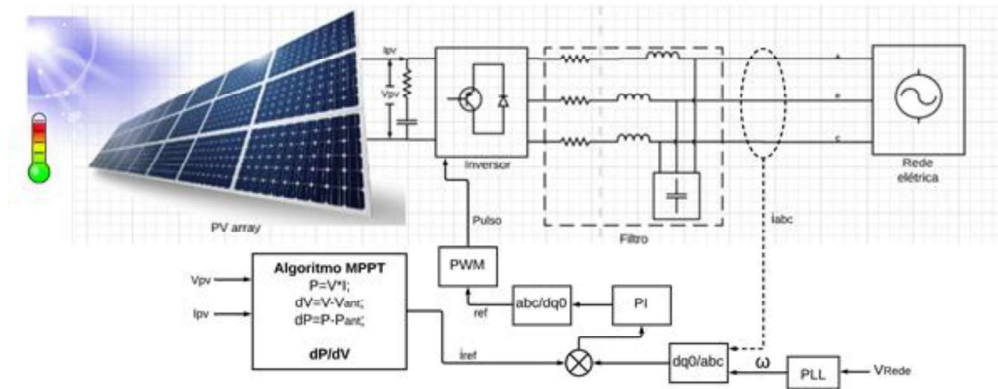 Ipv
Vpv
A
C
Inversor
Rede
elétrica
PV array
Pulso
Filtro
iabc
Algoritmo MPPT
P=V*I;
dV=V-Vant;
dP=P-Pant;
dP/dV
Vpv
Ipv
PWM
ref
abc/dq0
PI
iref
dq0/abc
ω
PLL
VRede